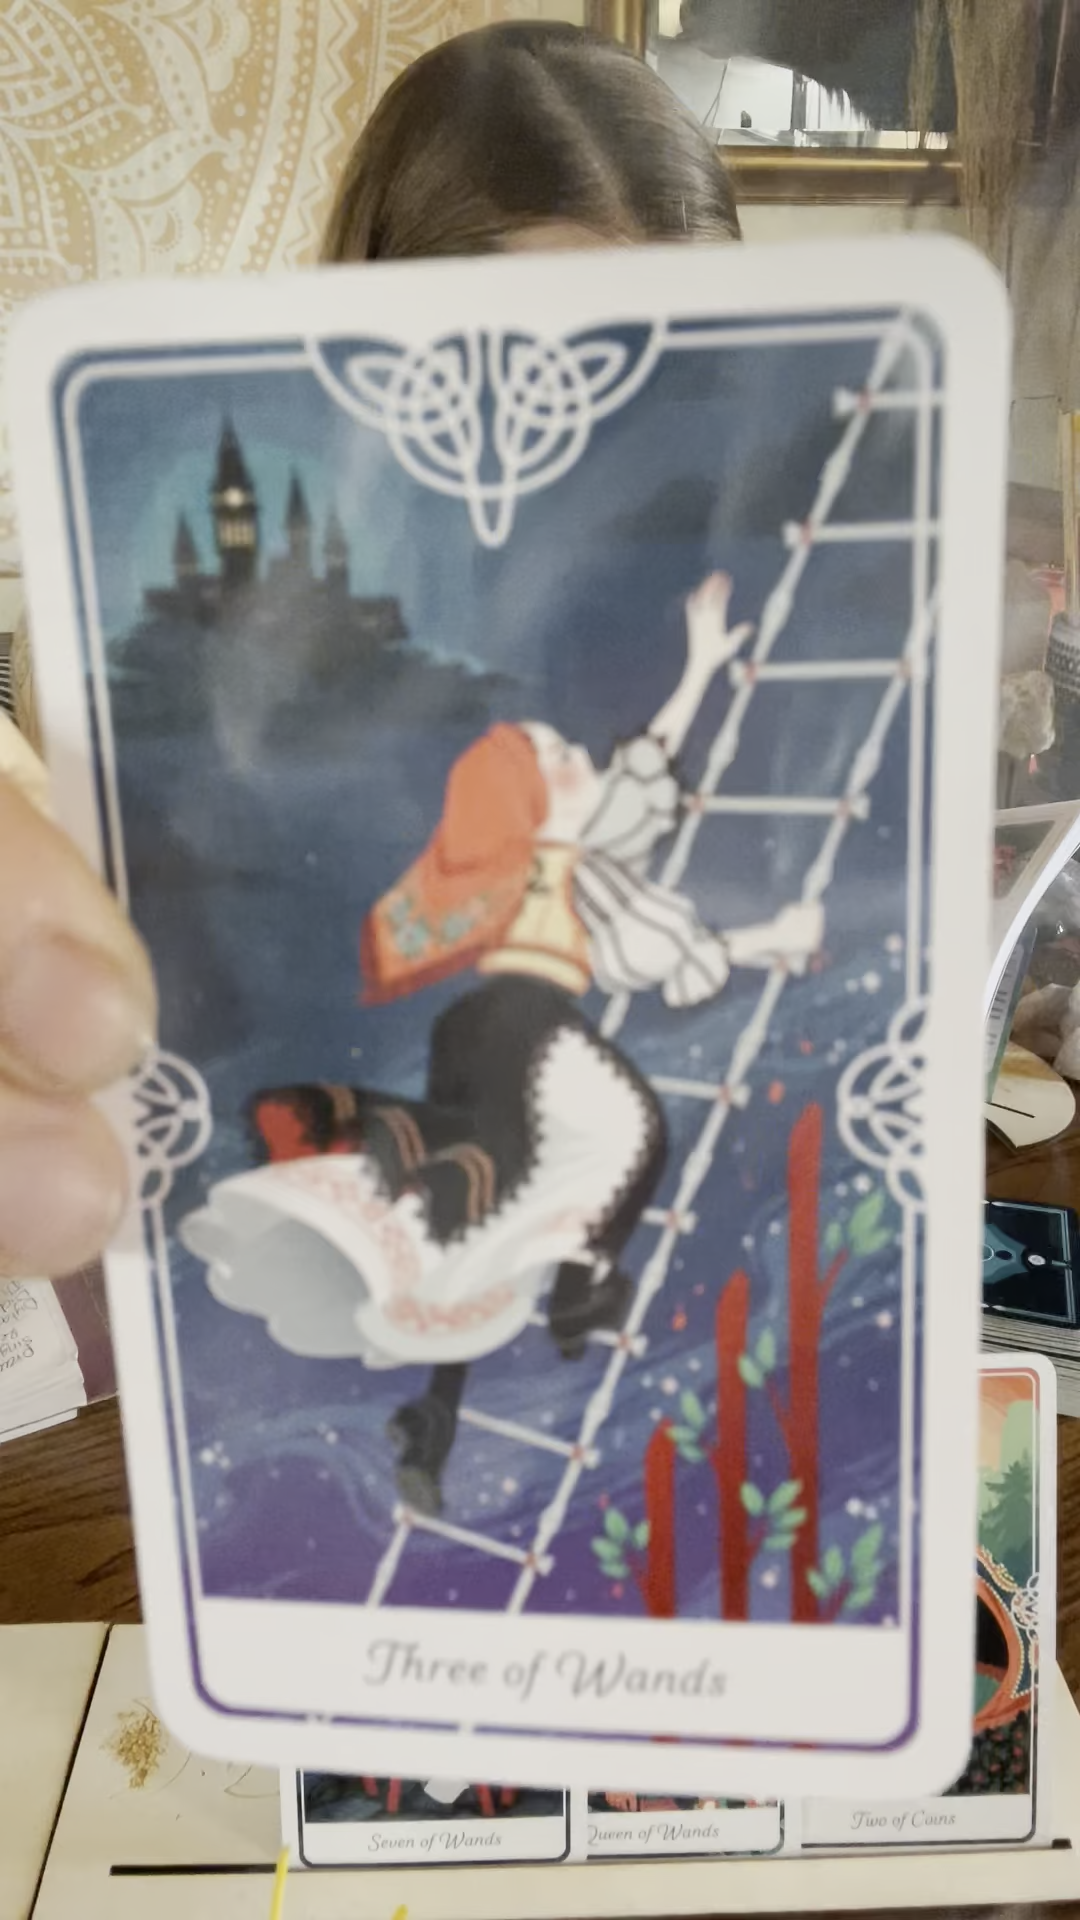 Three of Wands
Seven of Wands
Queen of Wands
Two of Coins